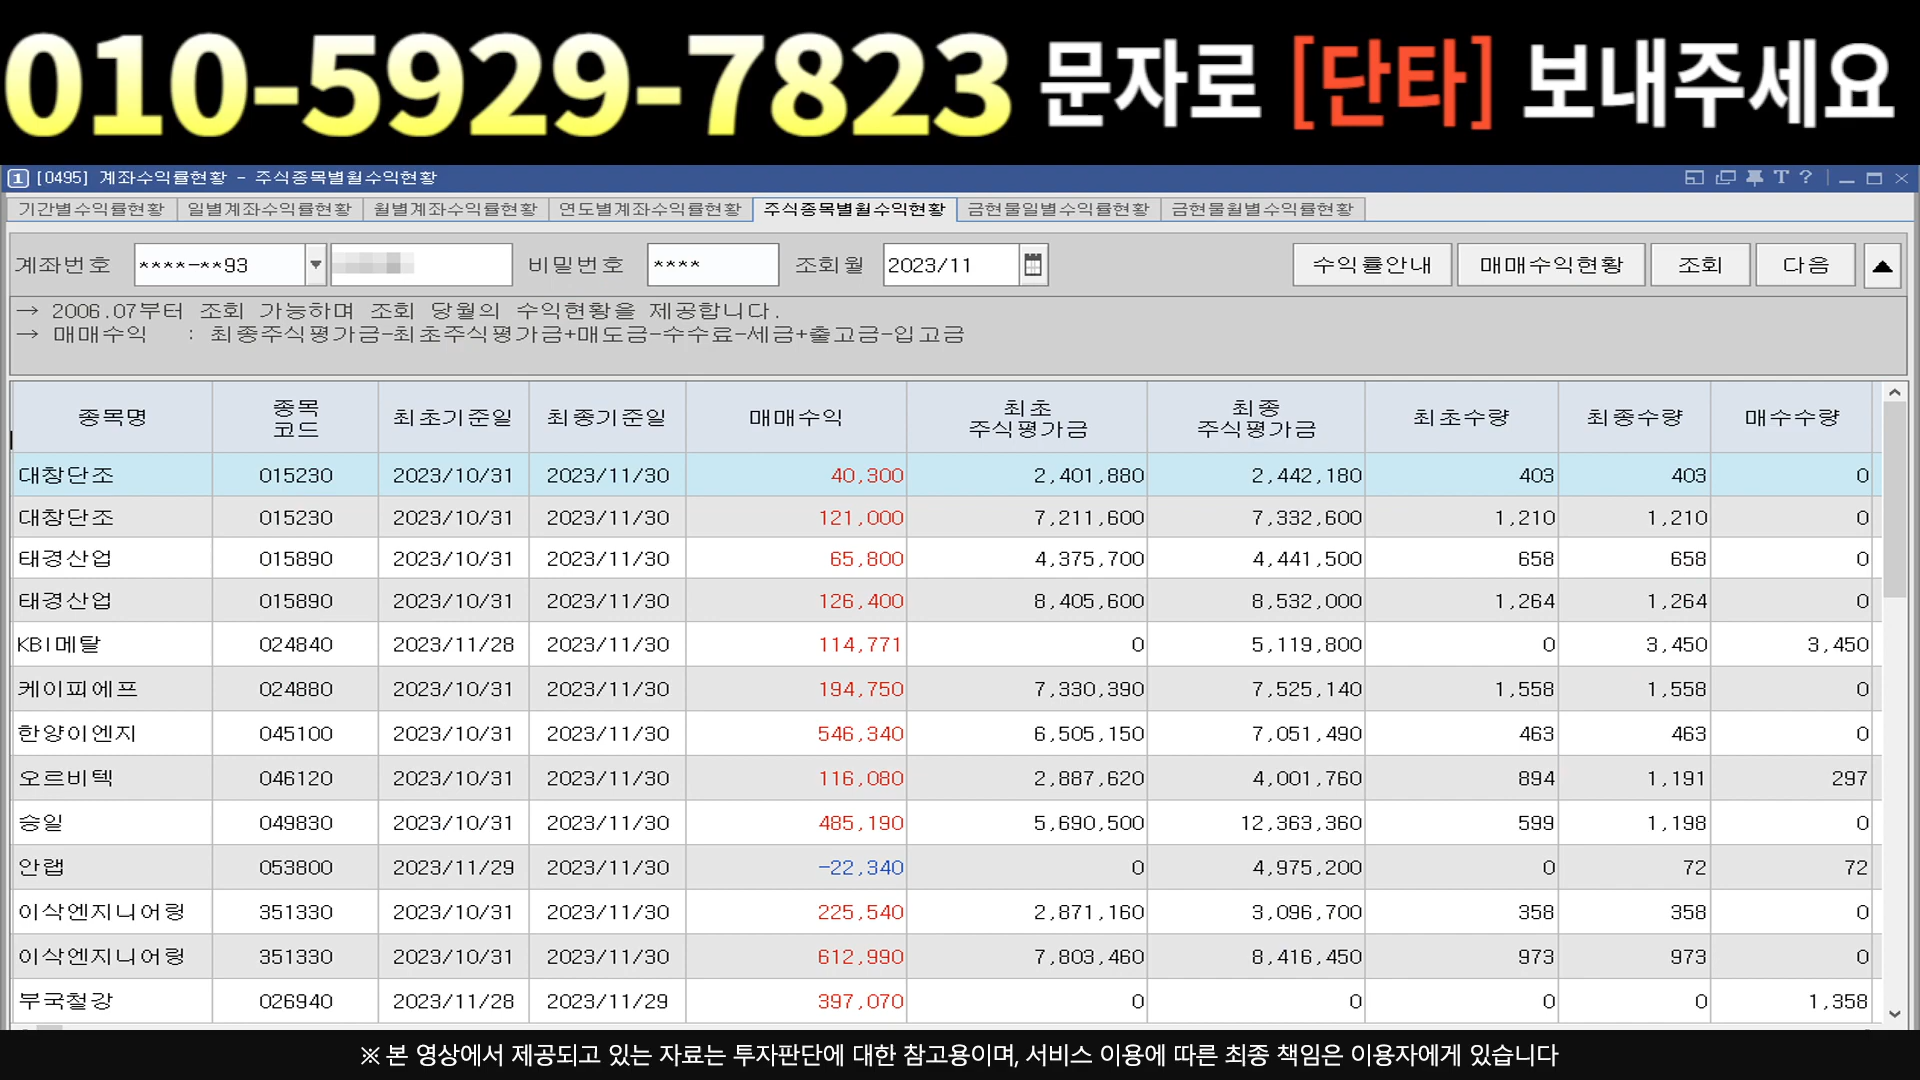 010-5929-7823 문자로 [단타] 보내주세요
1 [0495] 계좌수익률현황 - 주식종목별월수익현황 T ?
기간별수익률현황 일별계좌수익률현황 월별계좌수익률현황 연도별계좌수익률현황 주식종목별월수익현황 금현물일별수익률현황 금현물월별수익률현황
계좌번호 ****-**93 비밀번호 **** 조회월 2023/11 수익률안내 매매수익현황 조회 다음 ▲
→ 2006.07부터 조회 가능하며 조회 당월의 수익현황을 제공합니다.
→ 매매수익 : 최종주식평가금-최초주식평가금+매도금-수수료-세금+출고금-입고금
종목명 종목코드 최초기준일 최종기준일 매매수익 최초주식평가금 최종주식평가금 최초수량 최종수량 매수수량
대창단조 015230 2023/10/31 2023/11/30 40,300 2,401,880 2,442,180 403 403 0
대창단조 015230 2023/10/31 2023/11/30 121,000 7,211,600 7,332,600 1,210 1,210 0
태경산업 015890 2023/10/31 2023/11/30 65,800 4,375,700 4,441,500 658 658 0
태경산업 015890 2023/10/31 2023/11/30 126,400 8,405,600 8,532,000 1,264 1,264 0
KBI메탈 024840 2023/11/28 2023/11/30 114,771 0 5,119,800 0 3,450 3,450
케이피에프 024880 2023/10/31 2023/11/30 194,750 7,330,390 7,525,140 1,558 1,558 0
한양이엔지 045100 2023/10/31 2023/11/30 546,340 6,505,150 7,051,490 463 463 0
오르비텍 046120 2023/10/31 2023/11/30 116,080 2,887,620 4,001,760 894 1,191 297
승일 049830 2023/10/31 2023/11/30 485,190 5,690,500 12,363,360 599 1,198 0
안랩 053800 2023/11/29 2023/11/30 -22,340 0 4,975,200 0 72 72
이삭엔지니어링 351330 2023/10/31 2023/11/30 225,540 2,871,160 3,096,700 358 358 0
이삭엔지니어링 351330 2023/10/31 2023/11/30 612,990 7,803,460 8,416,450 973 973 0
부국철강 026940 2023/11/28 2023/11/29 397,070 0 0 0 0 1,358
※ 본 영상에서 제공되고 있는 자료는 투자판단에 대한 참고용이며, 서비스 이용에 따른 최종 책임은 이용자에게 있습니다